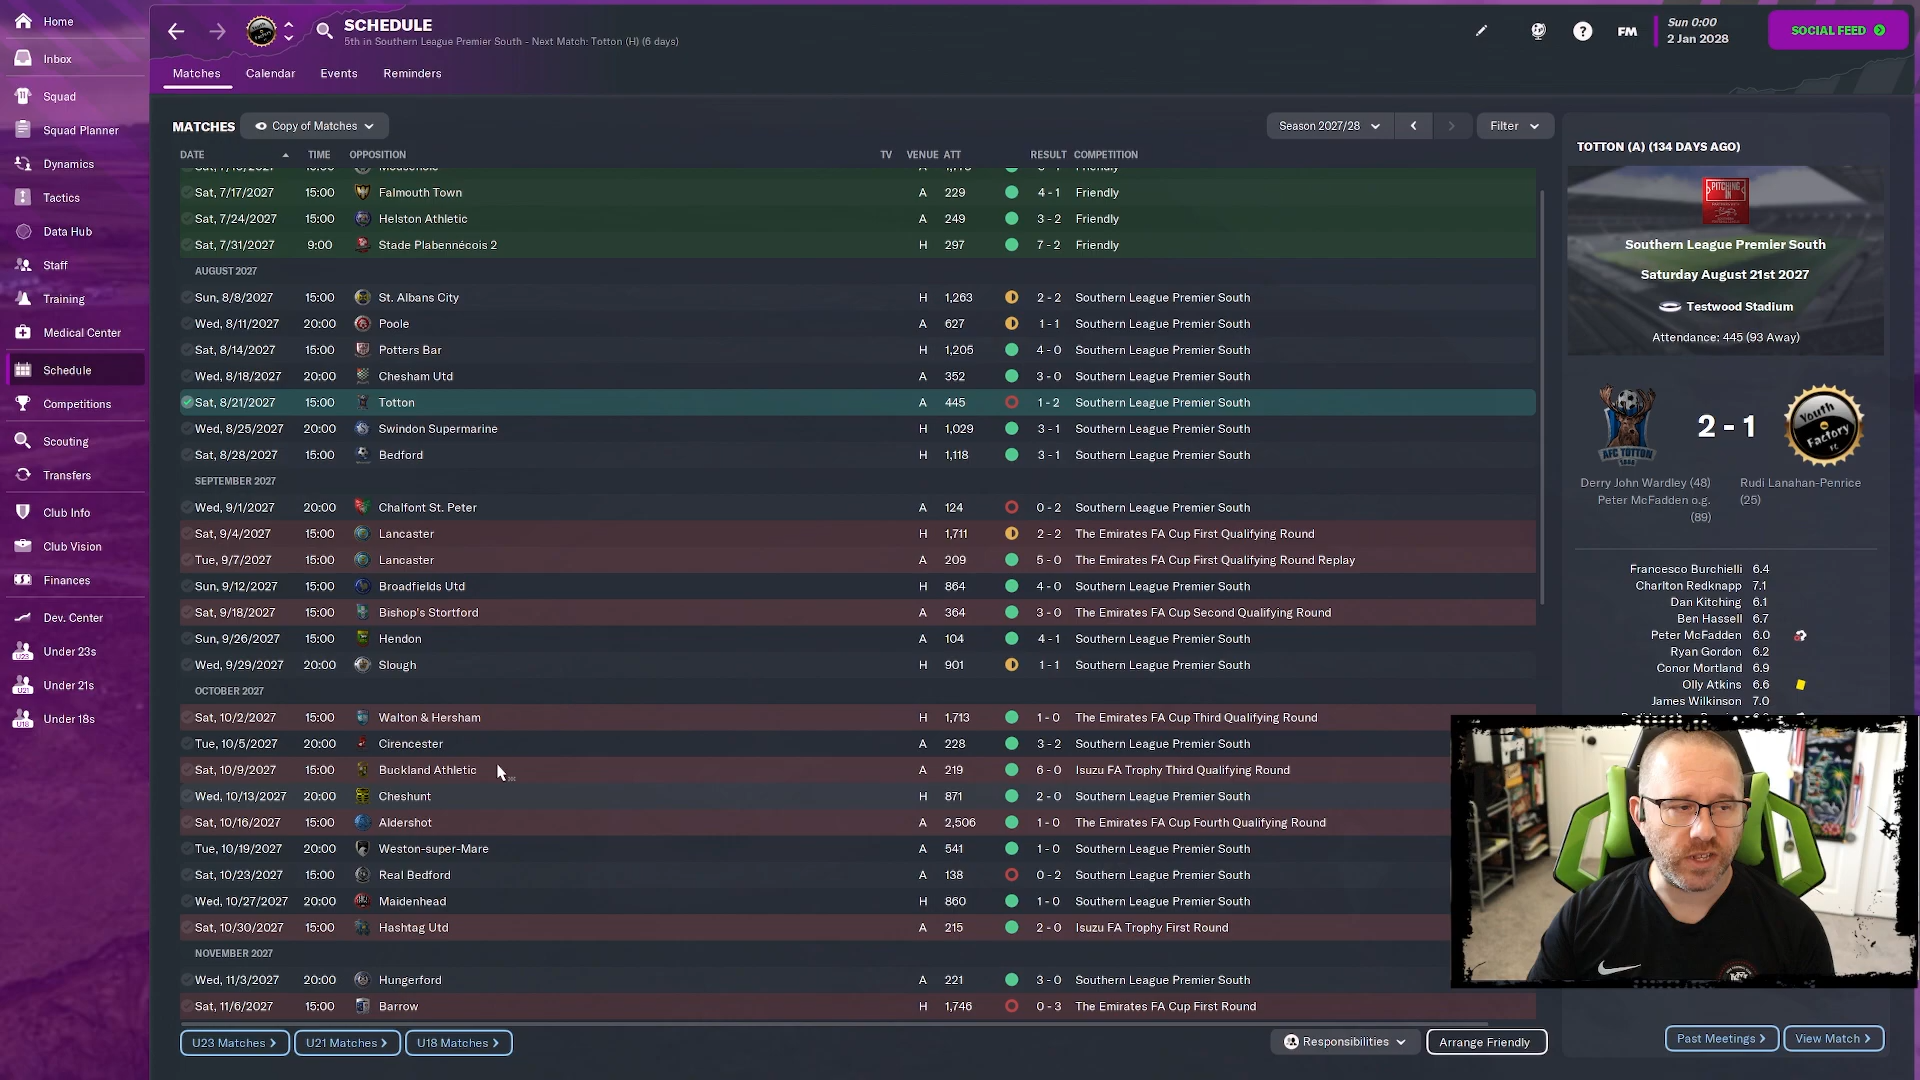 Home
Inbox
Squad
Squad Planner
Dynamics
Tactics
Data Hub
Staff
Training
Medical Center
Schedule
Competitions
Scouting
Transfers
Club Info
Club Vision
Finances
Dev. Center
Under 23s
Under 21s
Under 18s
SCHEDULE
5th in Southern League Premier South - Next Match: Totton (H) (6 days)
FM
Sun 0:00
2 Jan 2028
SOCIAL FEED
Matches Calendar Events Reminders
MATCHES Copy of Matches Season 2027/28 Filter
DATE TIME OPPOSITION TV VENUE ATT RESULT COMPETITION
Sat, 7/17/2027 15:00 Falmouth Town A 229 4 - 1 Friendly
Sat, 7/24/2027 15:00 Helston Athletic A 249 3 - 2 Friendly
Sat, 7/31/2027 9:00 Stade Plabennécois 2 H 297 7 - 2 Friendly
AUGUST 2027
Sun, 8/8/2027 15:00 St. Albans City H 1,263 2 - 2 Southern League Premier South
Wed, 8/11/2027 20:00 Poole A 627 1 - 1 Southern League Premier South
Sat, 8/14/2027 15:00 Potters Bar H 1,205 4 - 0 Southern League Premier South
Wed, 8/18/2027 20:00 Chesham Utd A 352 3 - 0 Southern League Premier South
Sat, 8/21/2027 15:00 Totton A 445 1 - 2 Southern League Premier South
Wed, 8/25/2027 20:00 Swindon Supermarine H 1,029 3 - 1 Southern League Premier South
Sat, 8/28/2027 15:00 Bedford H 1,118 3 - 1 Southern League Premier South
SEPTEMBER 2027
Wed, 9/1/2027 20:00 Chalfont St. Peter A 124 0 - 2 Southern League Premier South
Sat, 9/4/2027 15:00 Lancaster H 1,711 2 - 2 The Emirates FA Cup First Qualifying Round
Tue, 9/7/2027 15:00 Lancaster A 209 5 - 0 The Emirates FA Cup First Qualifying Round Replay
Sun, 9/12/2027 15:00 Broadfields Utd H 864 4 - 0 Southern League Premier South
Sat, 9/18/2027 15:00 Bishop's Stortford A 364 3 - 0 The Emirates FA Cup Second Qualifying Round
Sun, 9/26/2027 15:00 Hendon A 104 4 - 1 Southern League Premier South
Wed, 9/29/2027 20:00 Slough H 901 1 - 1 Southern League Premier South
OCTOBER 2027
Sat, 10/2/2027 15:00 Walton & Hersham H 1,713 1 - 0 The Emirates FA Cup Third Qualifying Round
Tue, 10/5/2027 20:00 Cirencester A 228 3 - 2 Southern League Premier South
Sat, 10/9/2027 15:00 Buckland Athletic A 219 6 - 0 Isuzu FA Trophy Third Qualifying Round
Wed, 10/13/2027 20:00 Cheshunt H 871 2 - 0 Southern League Premier South
Sat, 10/16/2027 15:00 Aldershot A 2,506 1 - 0 The Emirates FA Cup Fourth Qualifying Round
Tue, 10/19/2027 20:00 Weston-super-Mare A 541 1 - 0 Southern League Premier South
Sat, 10/23/2027 15:00 Real Bedford A 138 0 - 2 Southern League Premier South
Wed, 10/27/2027 20:00 Maidenhead H 860 1 - 0 Southern League Premier South
Sat, 10/30/2027 15:00 Hashtag Utd A 215 2 - 0 Isuzu FA Trophy First Round
NOVEMBER 2027
Wed, 11/3/2027 20:00 Hungerford A 221 3 - 0 Southern League Premier South
Sat, 11/6/2027 15:00 Barrow H 1,746 0 - 3 The Emirates FA Cup First Round
U23 Matches U21 Matches U18 Matches Responsibilities Arrange Friendly
TOTTON (A) (134 DAYS AGO)
PITCHING IN
Southern League Premier South
Saturday August 21st 2027
Testwood Stadium
Attendance: 445 (93 Away)
AFC TOTTON
2 - 1
Youth Factory FC
Derry John Wardley (48)
Peter McFadden o.g. (89)
Rudi Lanahan-Penrice (25)
Francesco Burchielli 6.4
Charlton Redknapp 7.1
Dan Kitching 6.1
Ben Hassell 6.7
Peter McFadden 6.0
Ryan Gordon 6.2
Conor Mortland 6.9
Olly Atkins 6.6
James Wilkinson 7.0
Past Meetings View Match